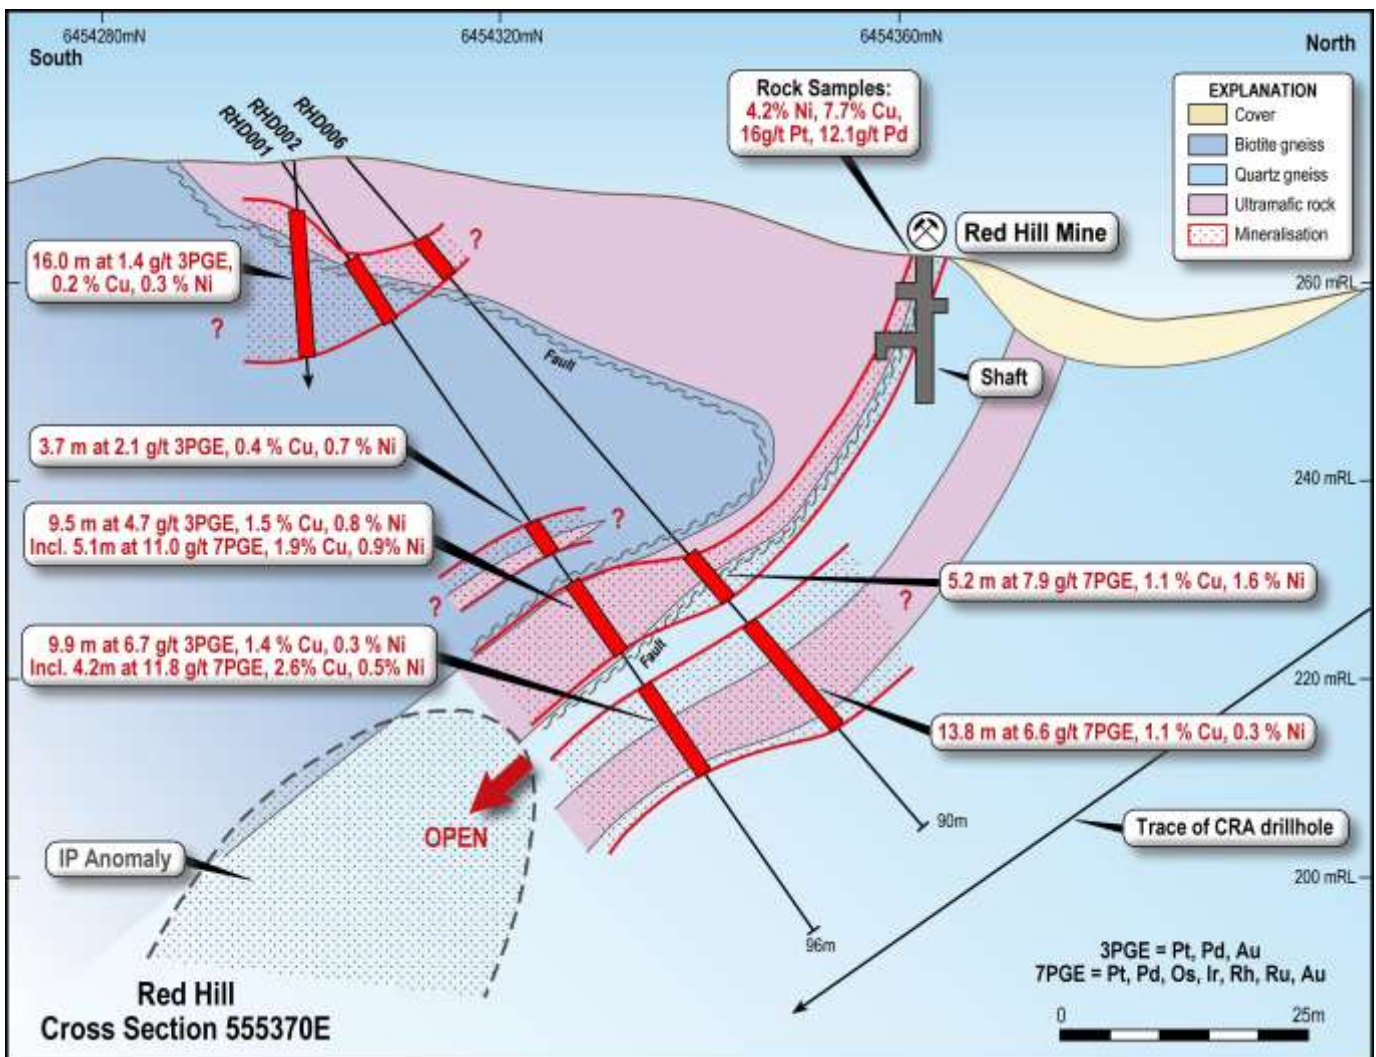 6454280mN
6454320mN
6454360mN
South
North
RHD001
RHD002
RHD006
Rock Samples:
4.2% Ni, 7.7% Cu,
16g/t Pt, 12.1g/t Pd
EXPLANATION
Cover
Biotite gneiss
Quartz gneiss
Ultramafic rock
Mineralisation
Red Hill Mine
?
16.0 m at 1.4 g/t 3PGE,
0.2 % Cu, 0.3 % Ni
?
260 mRL
Fault
Shaft
3.7 m at 2.1 g/t 3PGE, 0.4 % Cu, 0.7 % Ni
240 mRL
9.5 m at 4.7 g/t 3PGE, 1.5 % Cu, 0.8 % Ni
Incl. 5.1m at 11.0 g/t 7PGE, 1.9% Cu, 0.9% Ni
?
?
5.2 m at 7.9 g/t 7PGE, 1.1 % Cu, 1.6 % Ni
?
9.9 m at 6.7 g/t 3PGE, 1.4 % Cu, 0.3 % Ni
Incl. 4.2m at 11.8 g/t 7PGE, 2.6% Cu, 0.5% Ni
Fault
220 mRL
13.8 m at 6.6 g/t 7PGE, 1.1 % Cu, 0.3 % Ni
OPEN
90m
Trace of CRA drillhole
IP Anomaly
200 mRL
96m
3PGE = Pt, Pd, Au
7PGE = Pt, Pd, Os, Ir, Rh, Ru, Au
Red Hill
Cross Section 555370E
0
25m